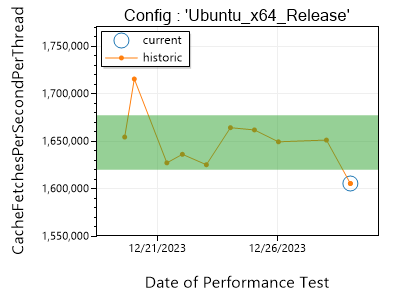 Config : 'Ubuntu_x64_Release'
CacheFetchesPerSecondPerThread
1,750,000
1,700,000
1,650,000
1,600,000
1,550,000
current
historic
12/21/2023
12/26/2023
Date of Performance Test